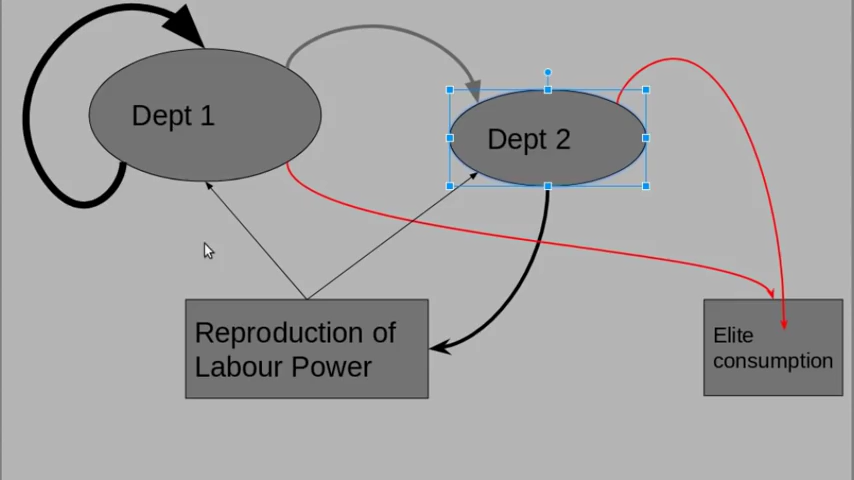 Dept 1
Dept 2
Reproduction of
Labour Power
Elite
consumption